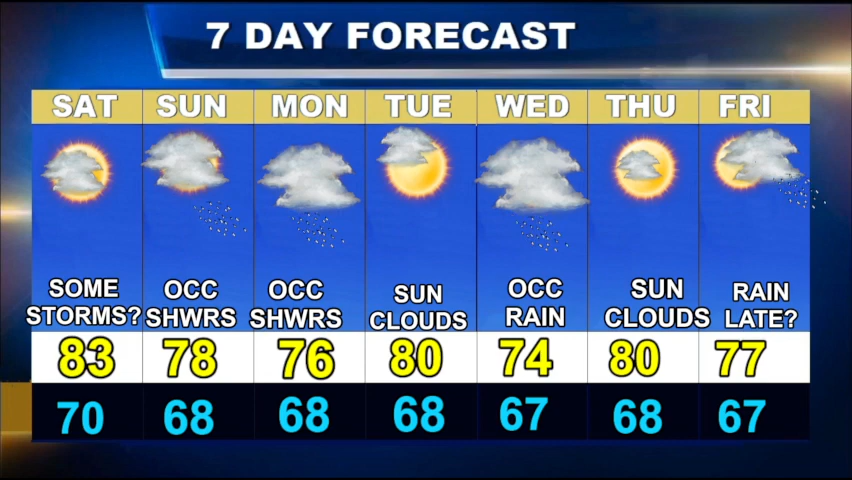 7 DAY FORECAST
SAT SUN MON TUE WED THU FRI
SOME STORMS? OCC SHWRS OCC SHWRS SUN CLOUDS OCC RAIN SUN CLOUDS RAIN LATE?
83 78 76 80 74 80 77
70 68 68 68 67 68 67